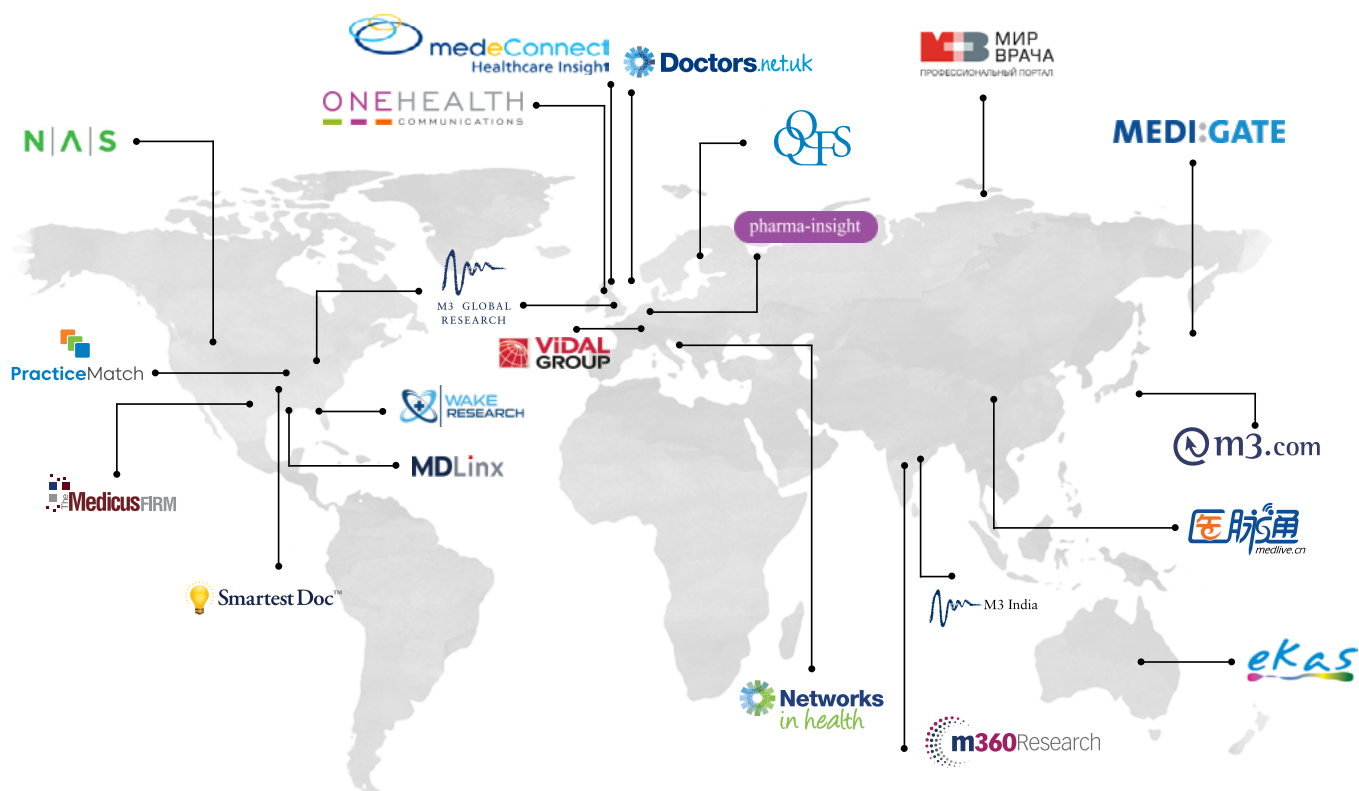 medeConnect
Healthcare Insight
Doctors.net.uk
МИР
ВРАЧА
ПРОФЕССИОНАЛЬНЫЙ ПОРТАЛ
ONEHEALTH
COMMUNICATIONS
N|A|S
QQFS
MEDI:GATE
pharma-insight
M3 GLOBAL
RESEARCH
ViDAL
GROUP
PracticeMatch
WAKE
RESEARCH
m3.com
MDLinx
The MedicusFIRM
医脉通
medlive.cn
Smartest Doc™
M3 India
eKas
Networks
in health
m360Research